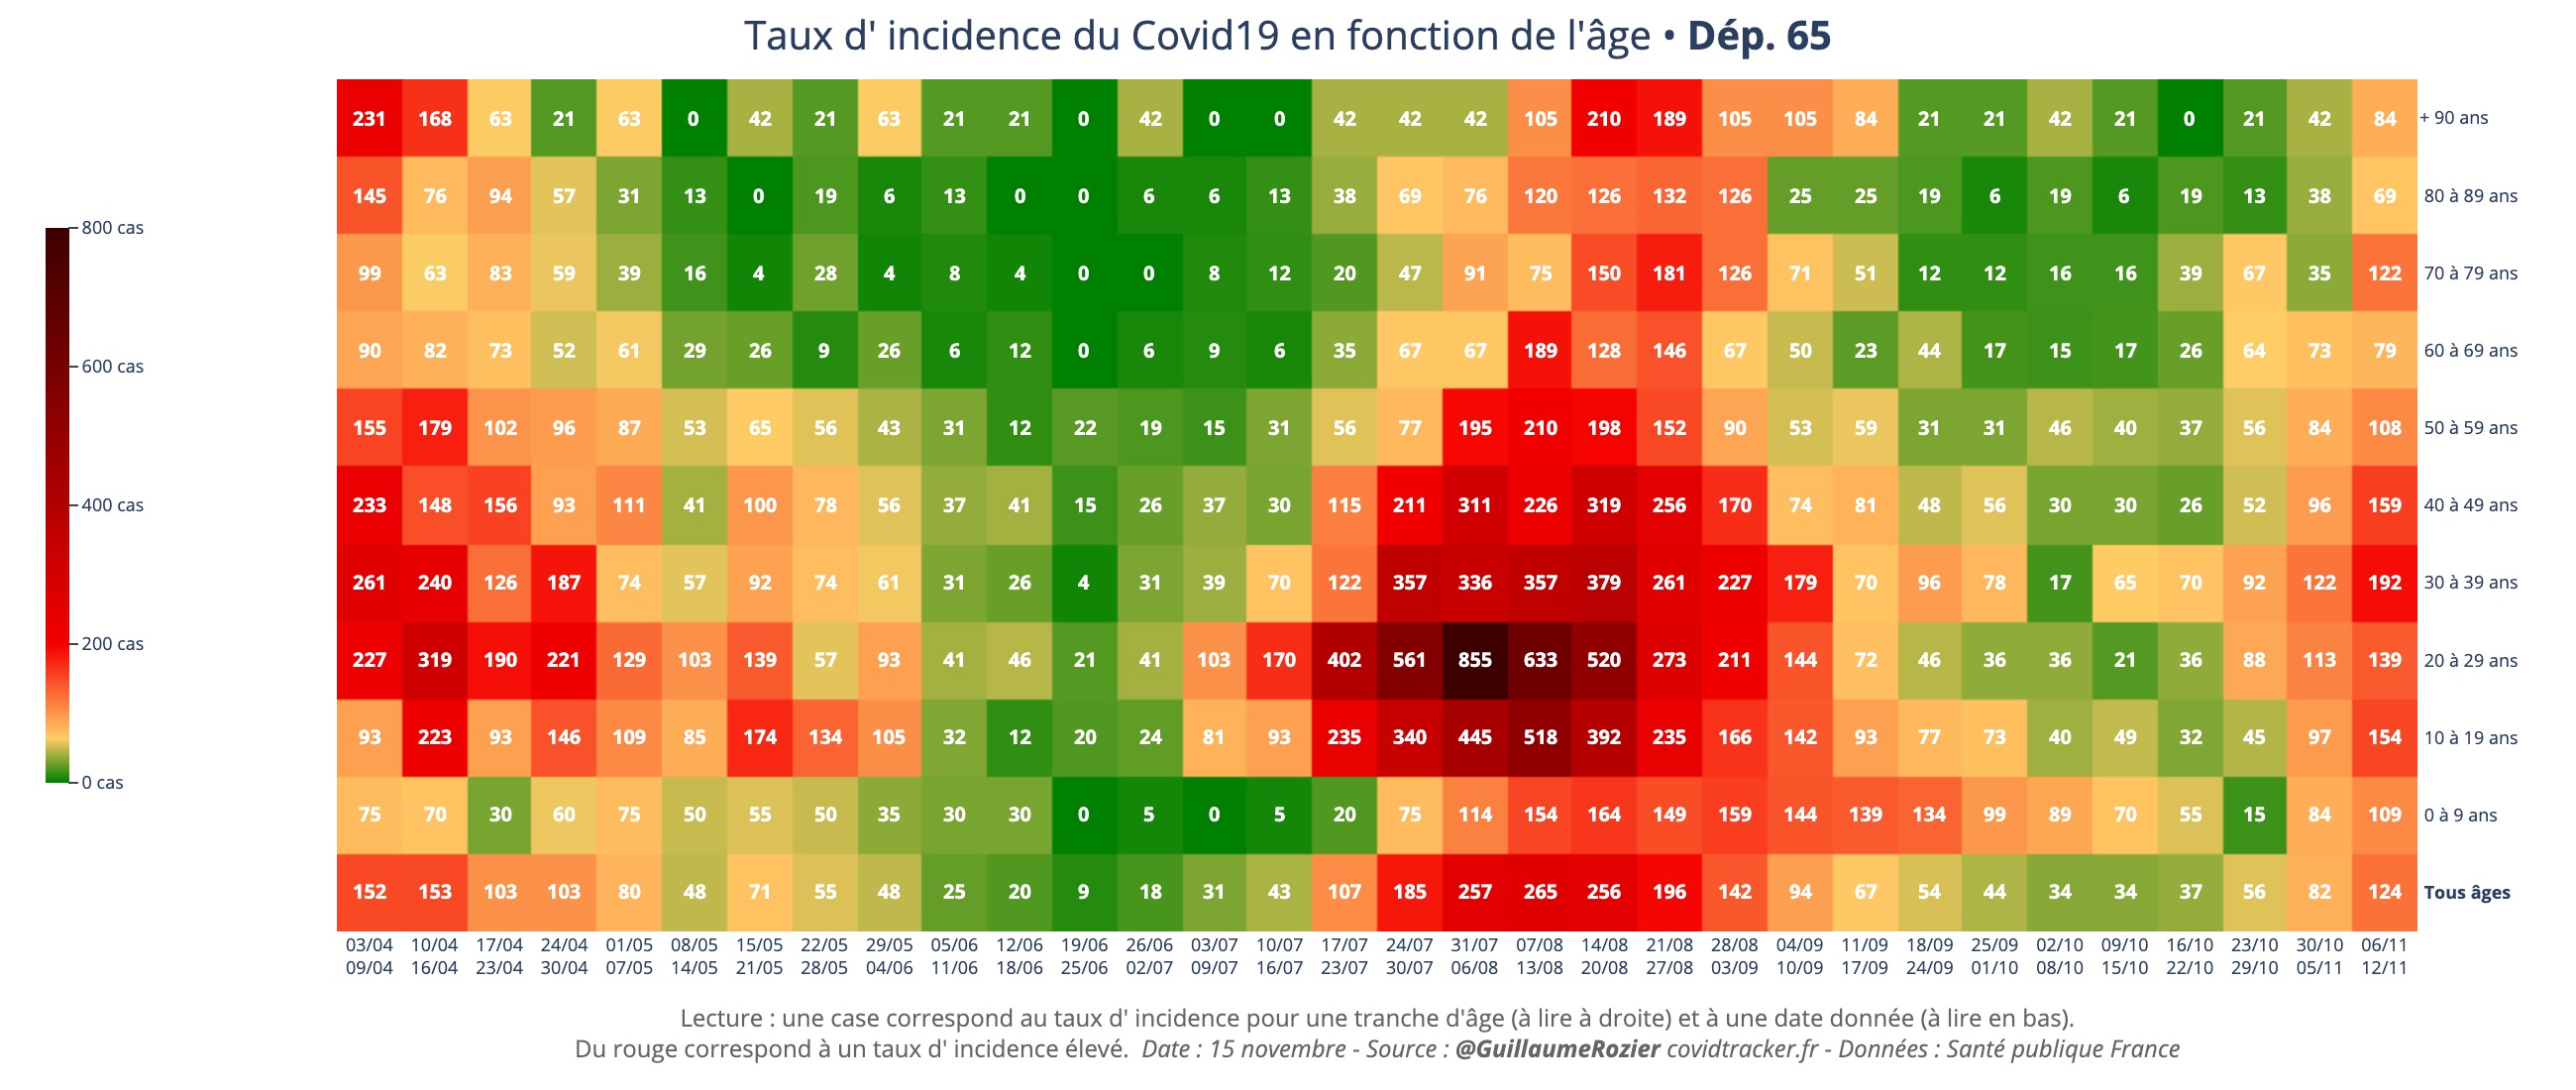 Taux d' incidence du Covid19 en fonction de l'âge • Dép. 65
231 168 63 21 63 0 42 21 63 21 21 0 42 0 0 42 42 42 105 210 189 105 105 84 21 21 42 21 0 21 42 84 + 90 ans
145 76 94 57 31 13 0 19 6 13 0 0 6 6 13 38 69 76 120 126 132 126 25 25 19 6 19 6 19 13 38 69 80 à 89 ans
800 cas
99 63 83 59 39 16 4 28 4 8 4 0 0 8 12 20 47 91 75 150 181 126 71 51 12 12 16 16 39 67 35 122 70 à 79 ans
90 82 73 52 61 29 26 9 26 6 12 0 6 9 6 35 67 67 189 128 146 67 50 23 44 17 15 17 26 64 73 79 60 à 69 ans
600 cas
155 179 102 96 87 53 65 56 43 31 12 22 19 15 31 56 77 195 210 198 152 90 53 59 31 31 46 40 37 56 84 108 50 à 59 ans
233 148 156 93 111 41 100 78 56 37 41 15 26 37 30 115 211 311 226 319 256 170 74 81 48 56 30 30 26 52 96 159 40 à 49 ans
400 cas
261 240 126 187 74 57 92 74 61 31 26 4 31 39 70 122 357 336 357 379 261 227 179 70 96 78 17 65 70 92 122 192 30 à 39 ans
200 cas
227 319 190 221 129 103 139 57 93 41 46 21 41 103 170 402 561 855 633 520 273 211 144 72 46 36 36 21 36 88 113 139 20 à 29 ans
93 223 93 146 109 85 174 134 105 32 12 20 24 81 93 235 340 445 518 392 235 166 142 93 77 73 40 49 32 45 97 154 10 à 19 ans
0 cas
75 70 30 60 75 50 55 50 35 30 30 0 5 0 5 20 75 114 154 164 149 159 144 139 134 99 89 70 55 15 84 109 0 à 9 ans
152 153 103 103 80 48 71 55 48 25 20 9 18 31 43 107 185 257 265 256 196 142 94 67 54 44 34 34 37 56 82 124 Tous âges
03/04 10/04 17/04 24/04 01/05 08/05 15/05 22/05 29/05 05/06 12/06 19/06 26/06 03/07 10/07 17/07 24/07 31/07 07/08 14/08 21/08 28/08 04/09 11/09 18/09 25/09 02/10 09/10 16/10 23/10 30/10 06/11
09/04 16/04 23/04 30/04 07/05 14/05 21/05 28/05 04/06 11/06 18/06 25/06 02/07 09/07 16/07 23/07 30/07 06/08 13/08 20/08 27/08 03/09 10/09 17/09 24/09 01/10 08/10 15/10 22/10 29/10 05/11 12/11
Lecture : une case correspond au taux d' incidence pour une tranche d'âge (à lire à droite) et à une date donnée (à lire en bas).
Du rouge correspond à un taux d' incidence élevé. Date : 15 novembre - Source : @GuillaumeRozier covidtracker.fr - Données : Santé publique France